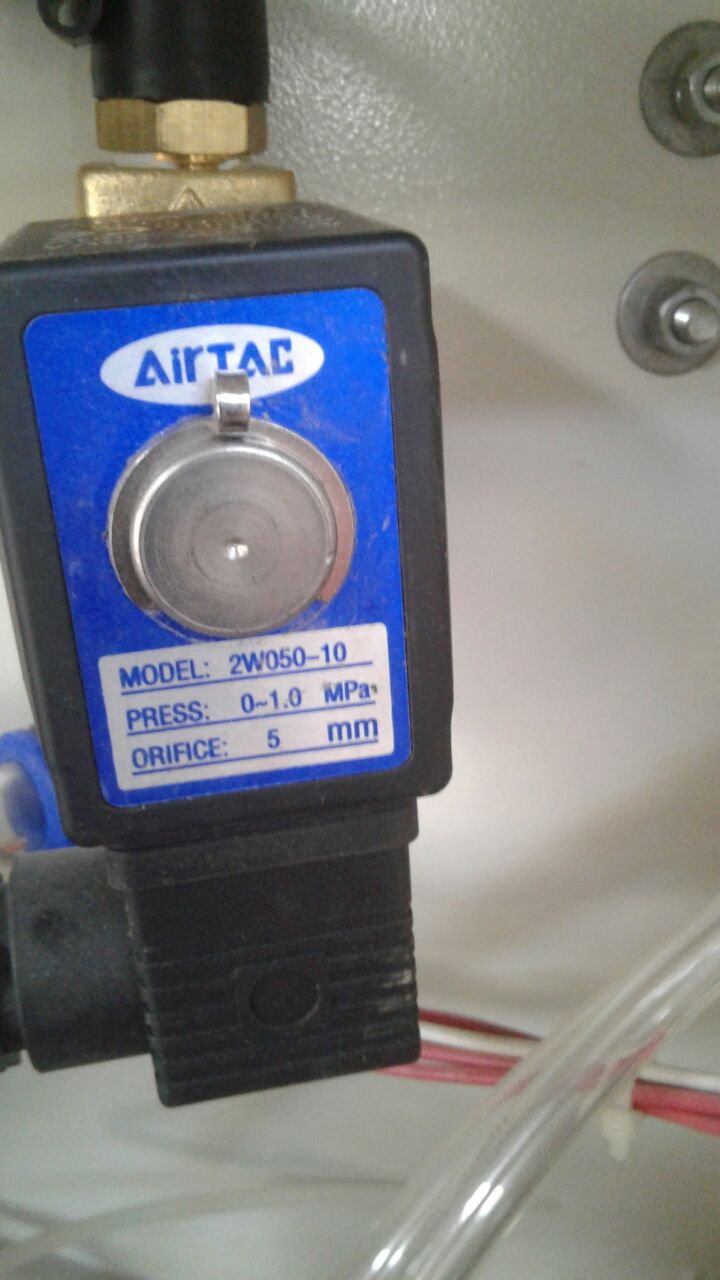 AirTAC
MODEL: 2W050-10
PRESS: 0~1.0 MPa
ORIFICE: 5 mm